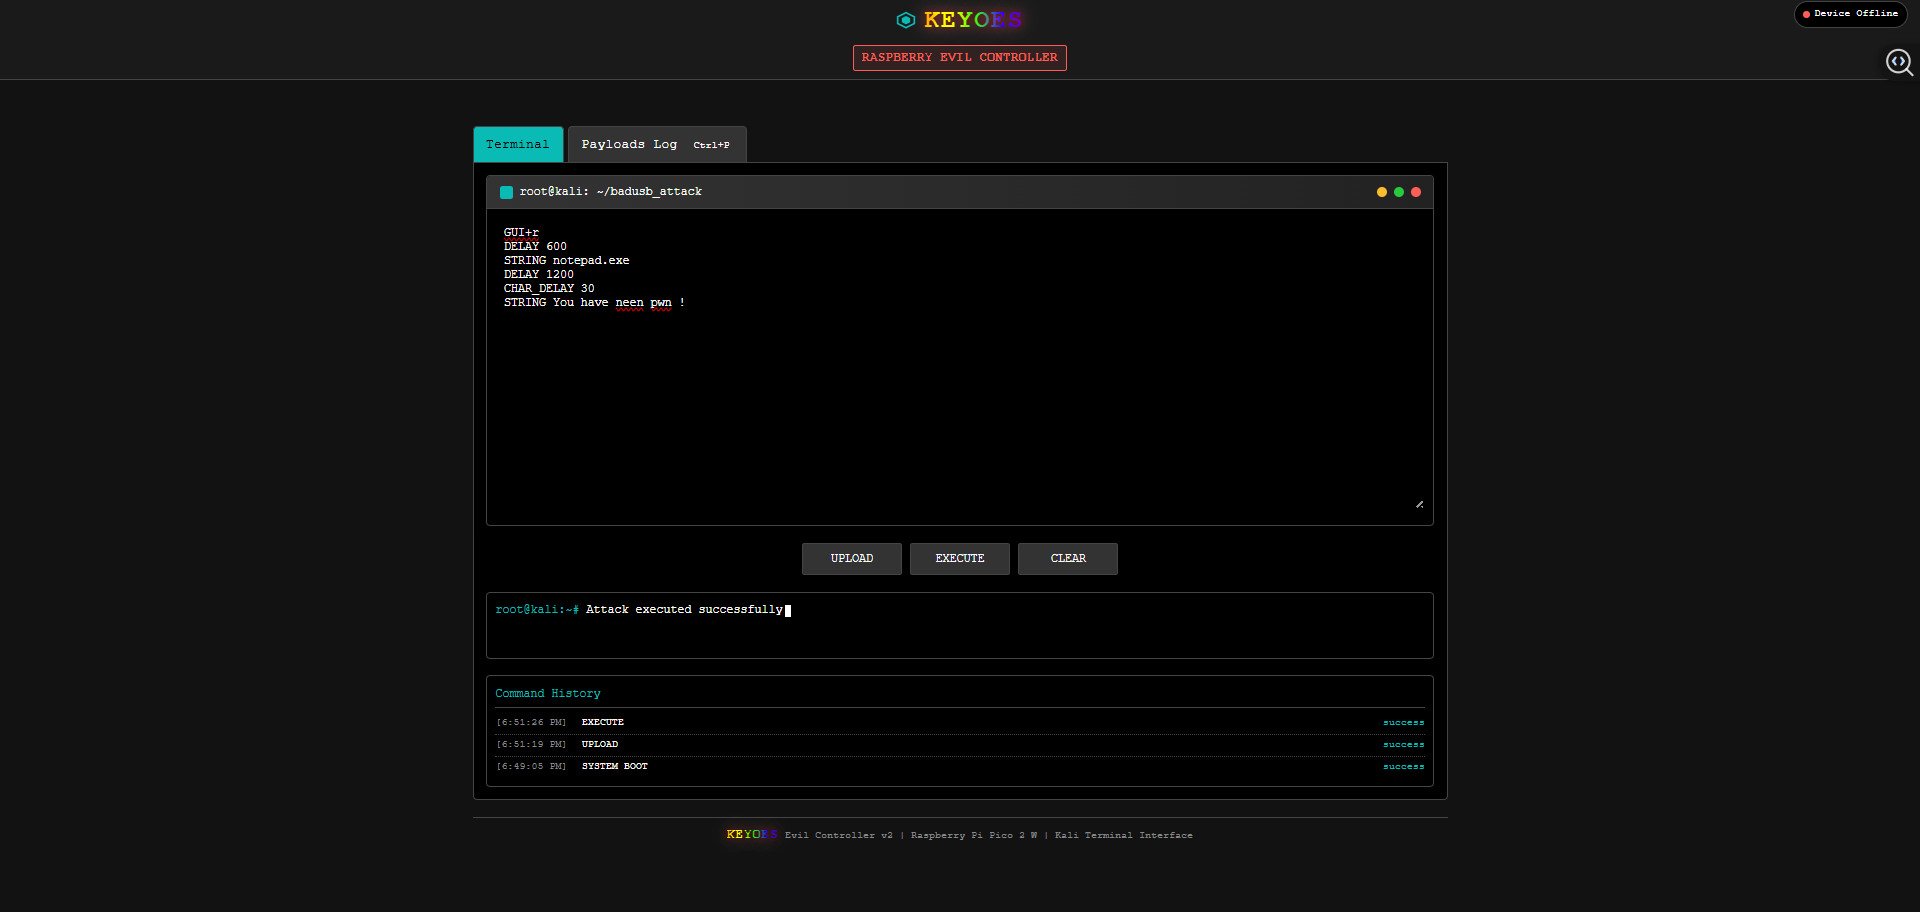 KEYOES
Device Offline
RASPBERRY EVIL CONTROLLER
Terminal
Payloads Log Ctrl+P
root@kali: ~/badusb_attack
GUI+r
DELAY 600
STRING notepad.exe
DELAY 1200
CHAR_DELAY 30
STRING You have neen pwn !
UPLOAD EXECUTE CLEAR
root@kali:~# Attack executed successfully
Command History
[6:51:26 PM] EXECUTE success
[6:51:19 PM] UPLOAD success
[6:49:05 PM] SYSTEM BOOT success
KEYOES Evil Controller v2 | Raspberry Pi Pico 2 W | Kali Terminal Interface